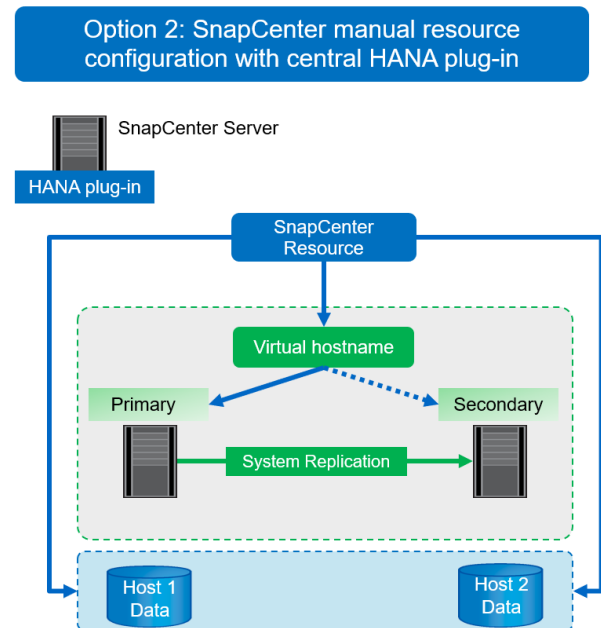 Option 2: SnapCenter manual resource
configuration with central HANA plug-in
SnapCenter Server
HANA plug-in
SnapCenter
Resource
Virtual hostname
Primary
Secondary
System Replication
Host 1
Data
Host 2
Data